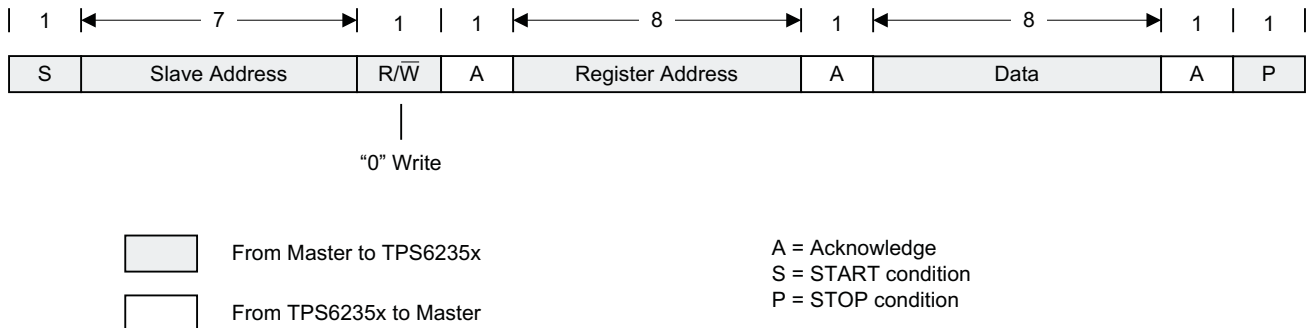 1 7 1 1 8 1 8 1 1
S Slave Address R/W̅ A Register Address A Data A P
“0” Write
From Master to TPS6235x
From TPS6235x to Master
A = Acknowledge
S = START condition
P = STOP condition